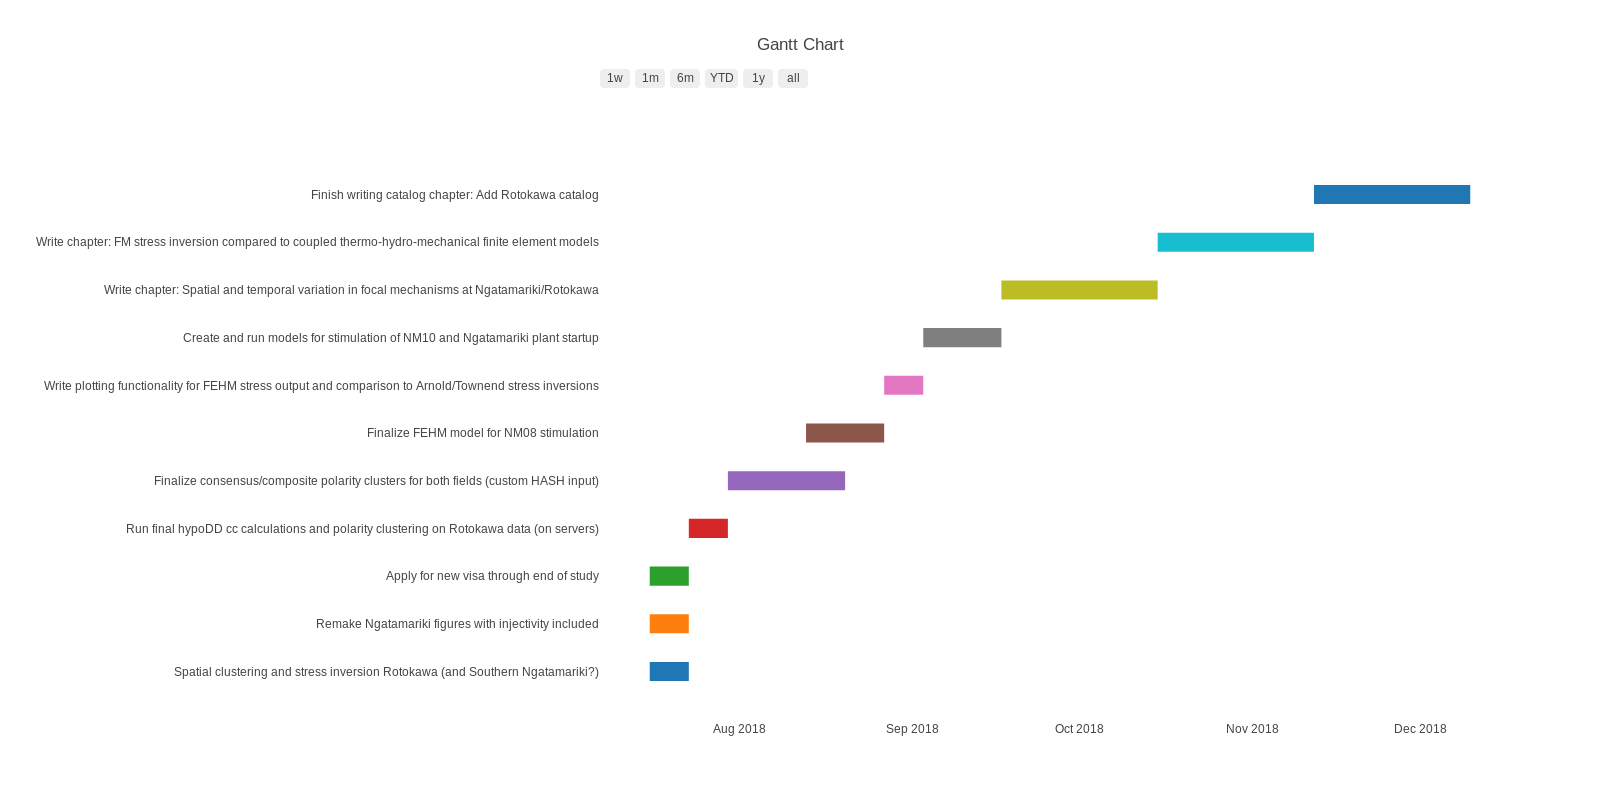 Gantt Chart
1w 1m 6m YTD 1y all
Finish writing catalog chapter: Add Rotokawa catalog
Write chapter: FM stress inversion compared to coupled thermo-hydro-mechanical finite element models
Write chapter: Spatial and temporal variation in focal mechanisms at Ngatamariki/Rotokawa
Create and run models for stimulation of NM10 and Ngatamariki plant startup
Write plotting functionality for FEHM stress output and comparison to Arnold/Townend stress inversions
Finalize FEHM model for NM08 stimulation
Finalize consensus/composite polarity clusters for both fields (custom HASH input)
Run final hypoDD cc calculations and polarity clustering on Rotokawa data (on servers)
Apply for new visa through end of study
Remake Ngatamariki figures with injectivity included
Spatial clustering and stress inversion Rotokawa (and Southern Ngatamariki?)
Aug 2018 Sep 2018 Oct 2018 Nov 2018 Dec 2018